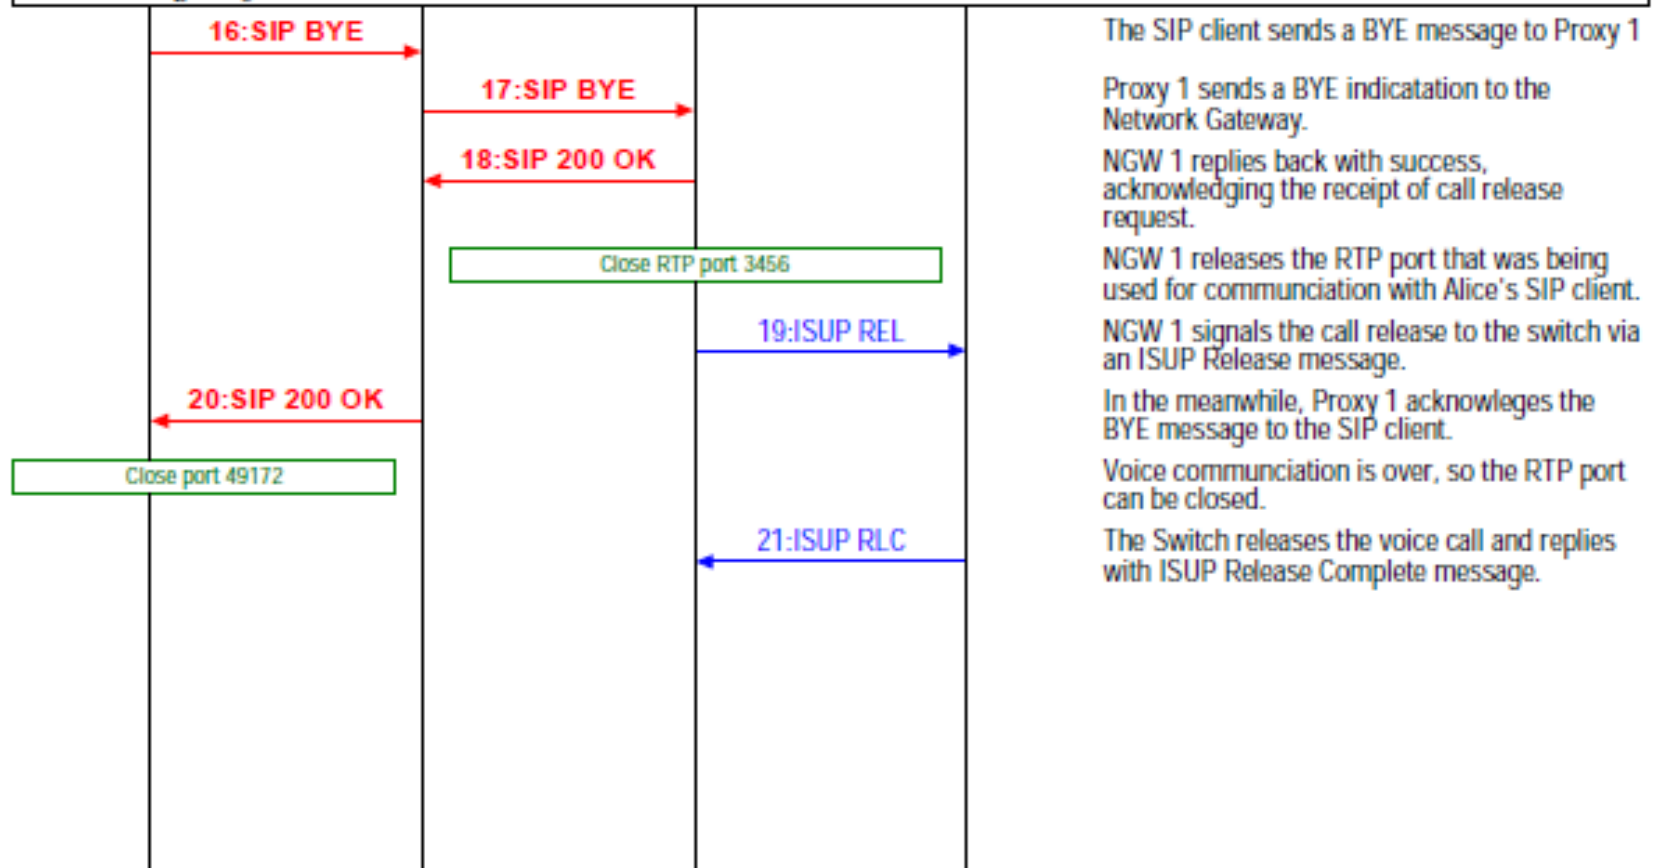 16:SIP BYE
The SIP client sends a BYE message to Proxy 1
17:SIP BYE
Proxy 1 sends a BYE indicatation to the
Network Gateway.
18:SIP 200 OK
NGW 1 replies back with success,
acknowledging the receipt of call release
request.
Close RTP port 3456
NGW 1 releases the RTP port that was being
used for communciation with Alice's SIP client.
19:ISUP REL
NGW 1 signals the call release to the switch via
an ISUP Release message.
20:SIP 200 OK
In the meanwhile, Proxy 1 acknowleges the
BYE message to the SIP client.
Close port 49172
Voice communciation is over, so the RTP port
can be closed.
21:ISUP RLC
The Switch releases the voice call and replies
with ISUP Release Complete message.